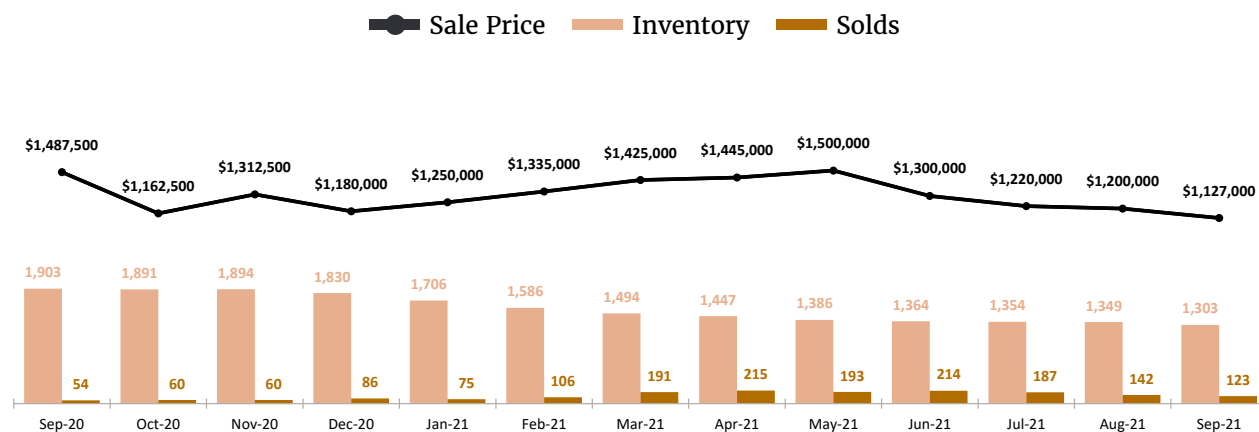 Sale Price Inventory Solds
$1,487,500 $1,162,500 $1,312,500 $1,180,000 $1,250,000 $1,335,000 $1,425,000 $1,445,000 $1,500,000 $1,300,000 $1,220,000 $1,200,000 $1,127,000
1,903 1,891 1,894 1,830 1,706 1,586 1,494 1,447 1,386 1,364 1,354 1,349 1,303
54 60 60 86 75 106 191 215 193 214 187 142 123
Sep-20 Oct-20 Nov-20 Dec-20 Jan-21 Feb-21 Mar-21 Apr-21 May-21 Jun-21 Jul-21 Aug-21 Sep-21